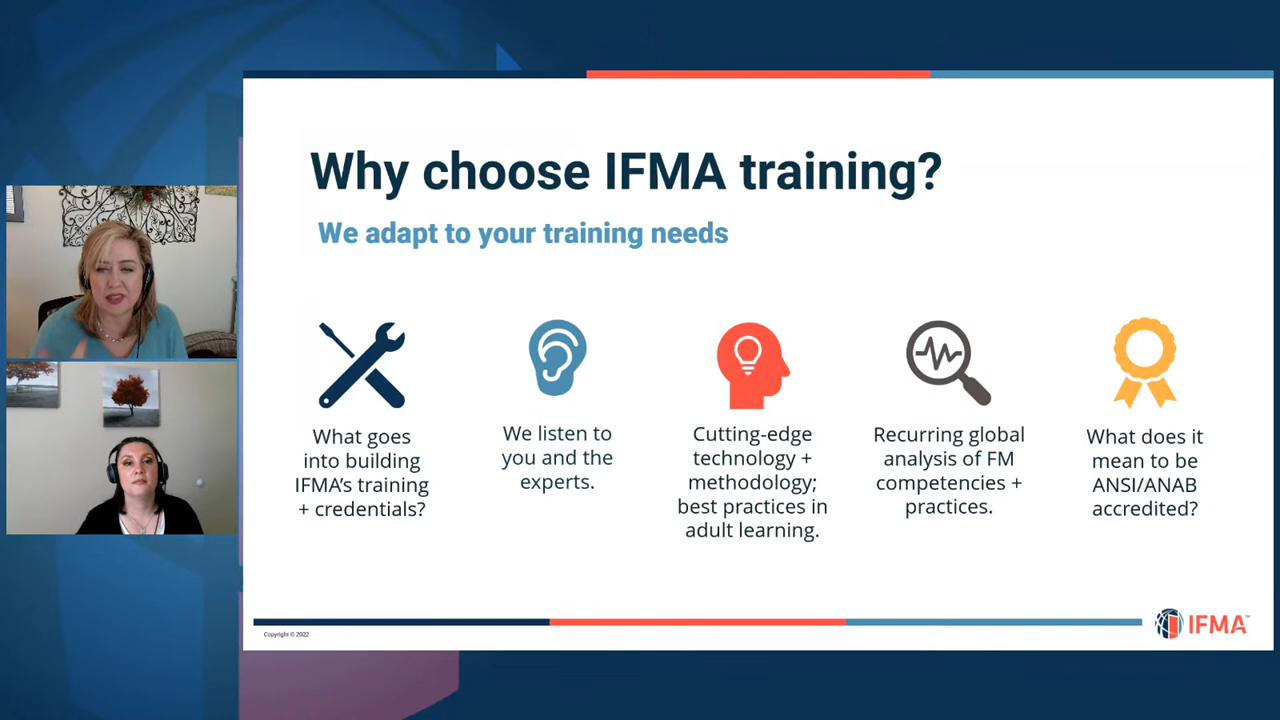 Why choose IFMA training?
We adapt to your training needs
What goes
into building
IFMA's training
+ credentials?
We listen to
you and the
experts.
Cutting-edge
technology +
methodology;
best practices in
adult learning.
Recurring global
analysis of FM
competencies +
practices.
What does it
mean to be
ANSI/ANAB
accredited?
Copyright © 2022
IFMA™